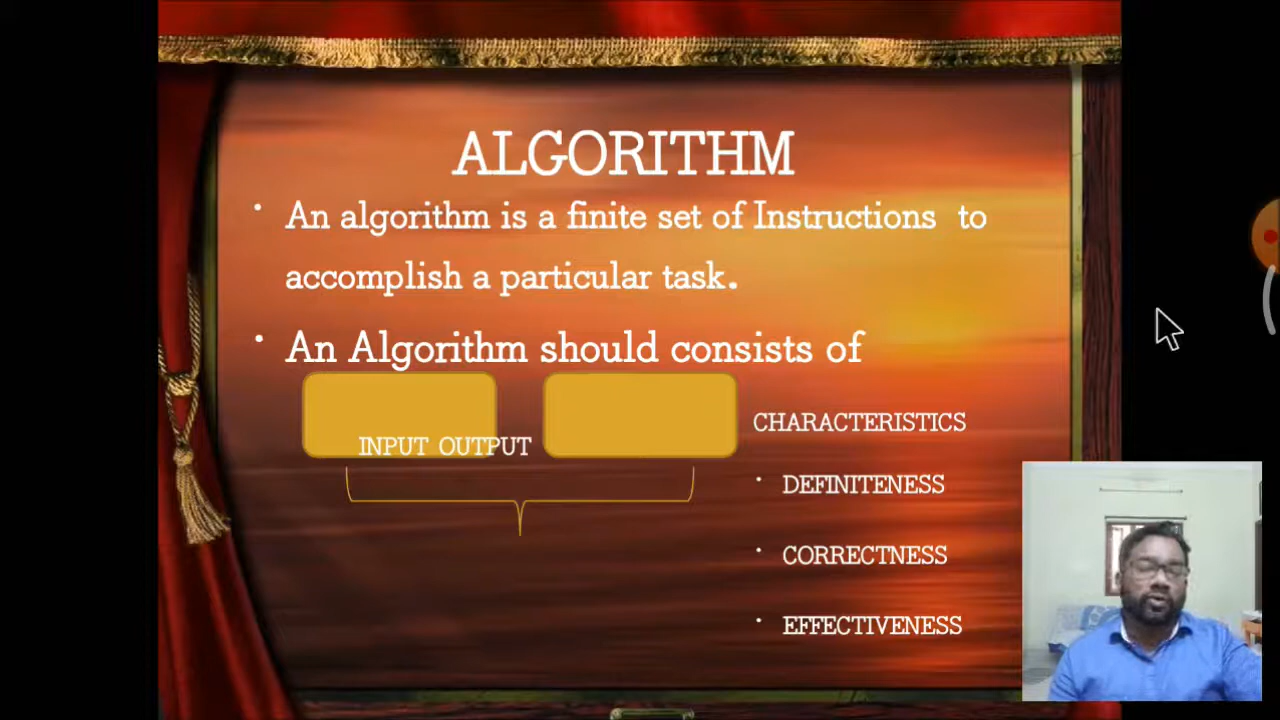 ALGORITHM
• An algorithm is a finite set of Instructions to
accomplish a particular task.
• An Algorithm should consists of
INPUT OUTPUT
CHARACTERISTICS
• DEFINITENESS
• CORRECTNESS
• EFFECTIVENESS